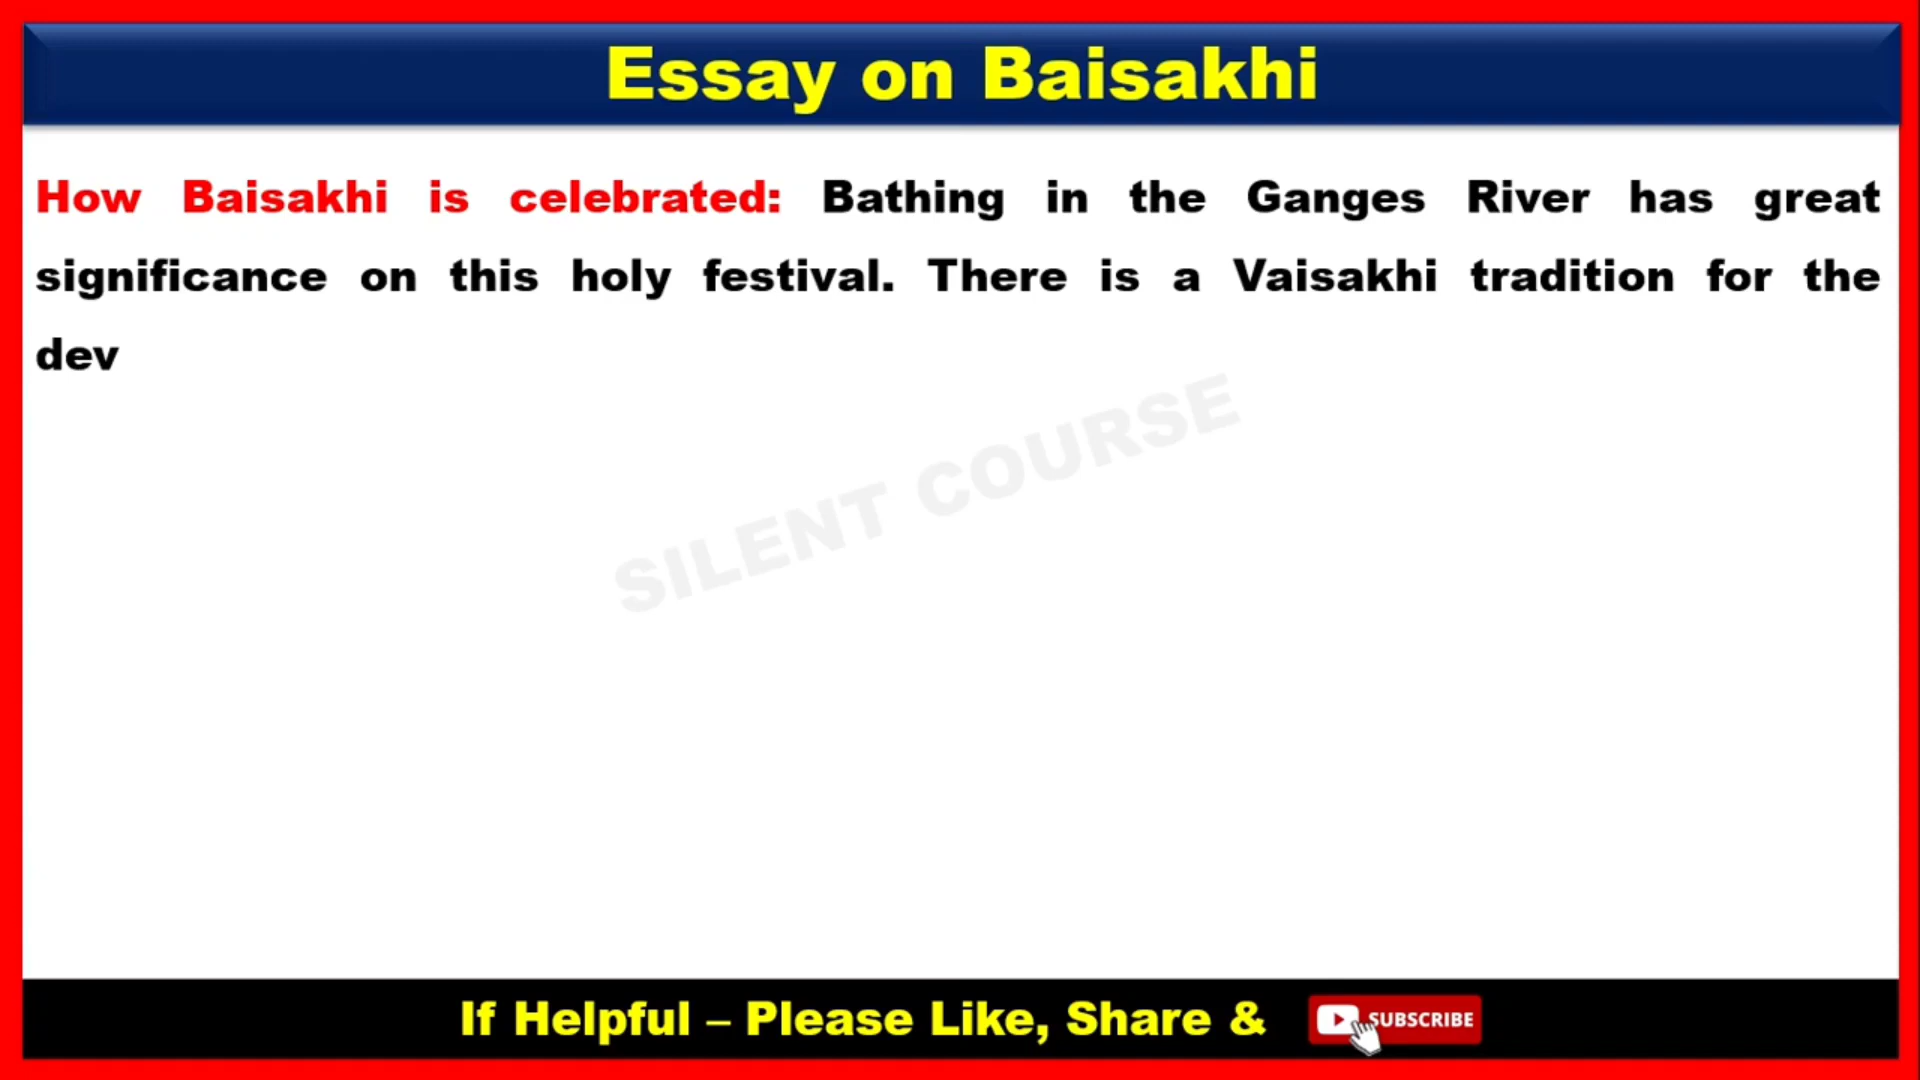 Essay on Baisakhi
How Baisakhi is celebrated: Bathing in the Ganges River has great
significance on this holy festival. There is a Vaisakhi tradition for the
dev
SILENT COURSE
If Helpful – Please Like, Share & SUBSCRIBE